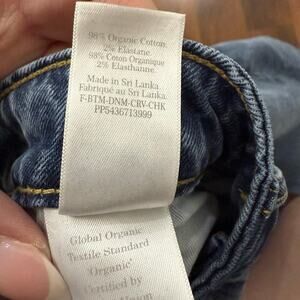 98% Organic Cotton
2% Elastane.
98% Coton Organique
2% Elasthanne.
Made in Sri Lanka.
Fabriqué au Sri Lanka.
F-BTM-DNM-CRV-CHK
PP5436713999
Global Organic
Textile Standard
"Organic"
Certified by
Union